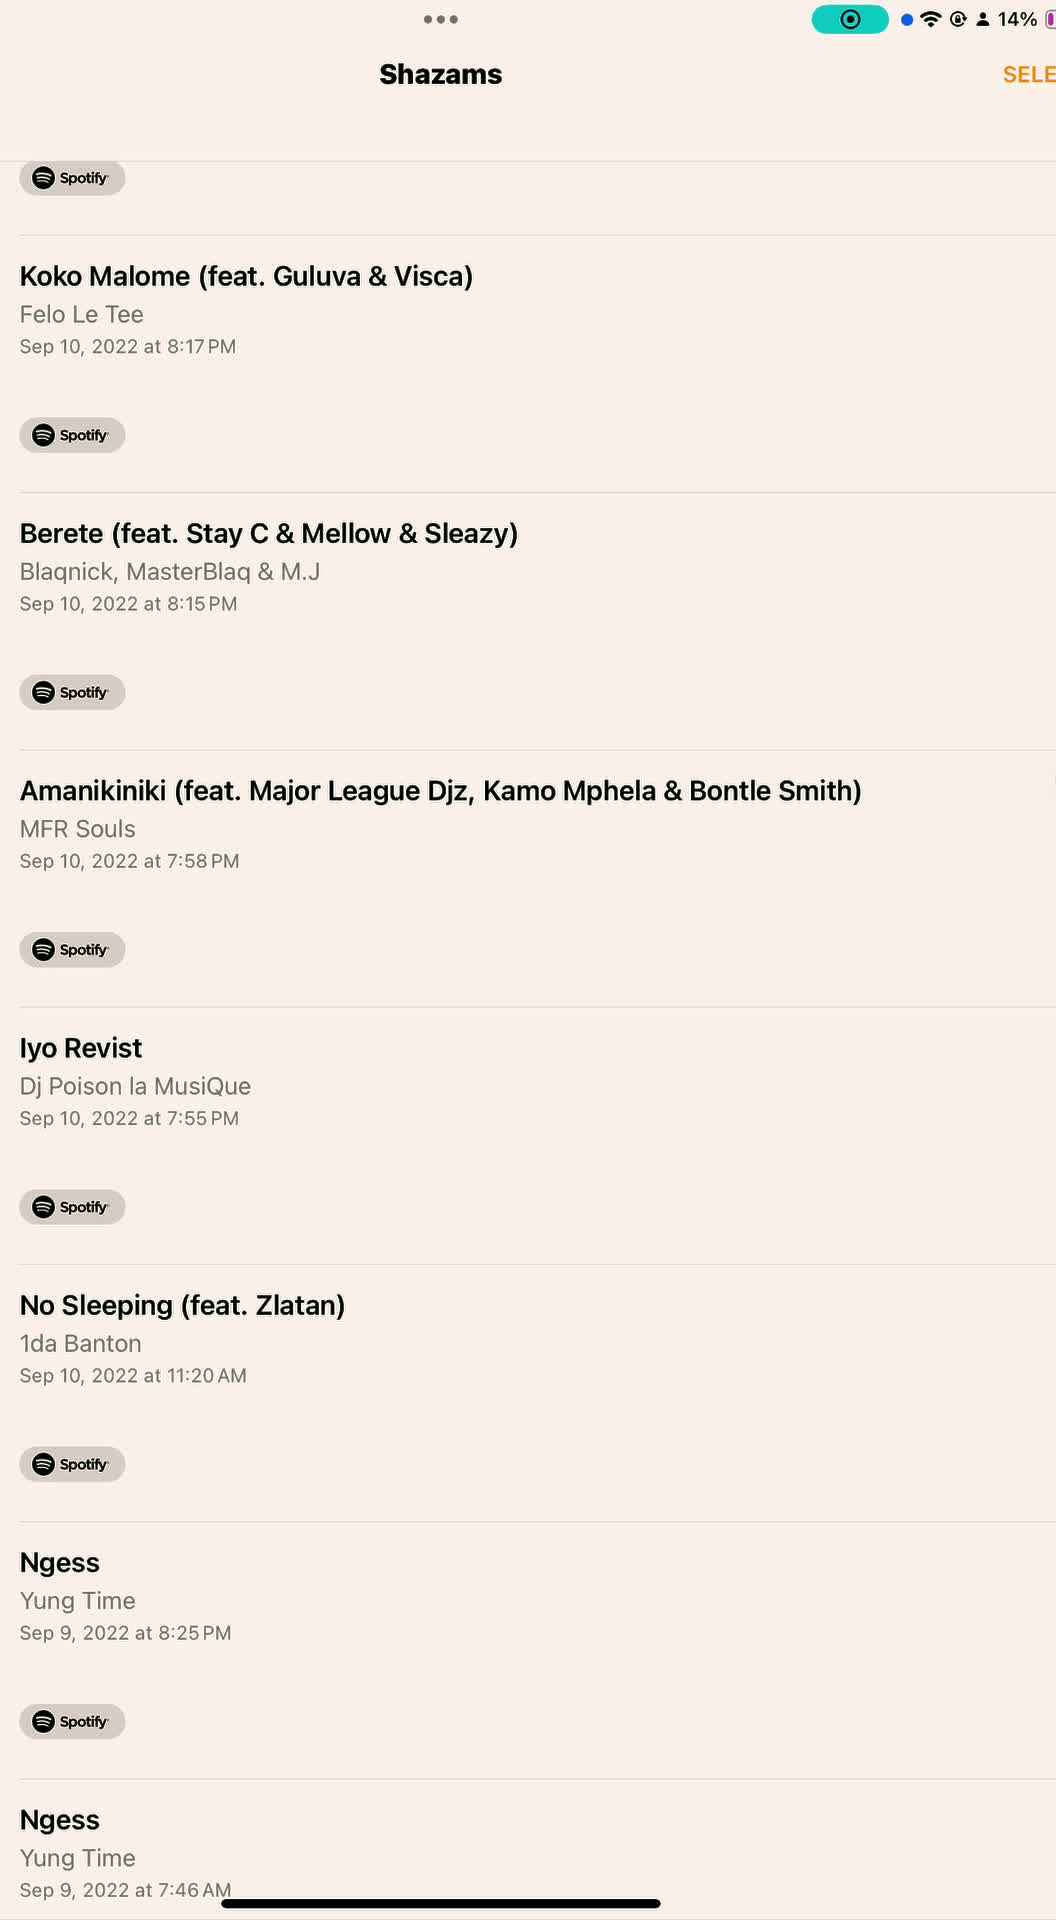 14%
Shazams
SELE
Spotify
Koko Malome (feat. Guluva & Visca)
Felo Le Tee
Sep 10, 2022 at 8:17 PM
Spotify
Berete (feat. Stay C & Mellow & Sleazy)
Blaqnick, MasterBlaq & M.J
Sep 10, 2022 at 8:15 PM
Spotify
Amanikiniki (feat. Major League Djz, Kamo Mphela & Bontle Smith)
MFR Souls
Sep 10, 2022 at 7:58 PM
Spotify
Iyo Revist
Dj Poison la MusiQue
Sep 10, 2022 at 7:55 PM
Spotify
No Sleeping (feat. Zlatan)
1da Banton
Sep 10, 2022 at 11:20 AM
Spotify
Ngess
Yung Time
Sep 9, 2022 at 8:25 PM
Spotify
Ngess
Yung Time
Sep 9, 2022 at 7:46 AM